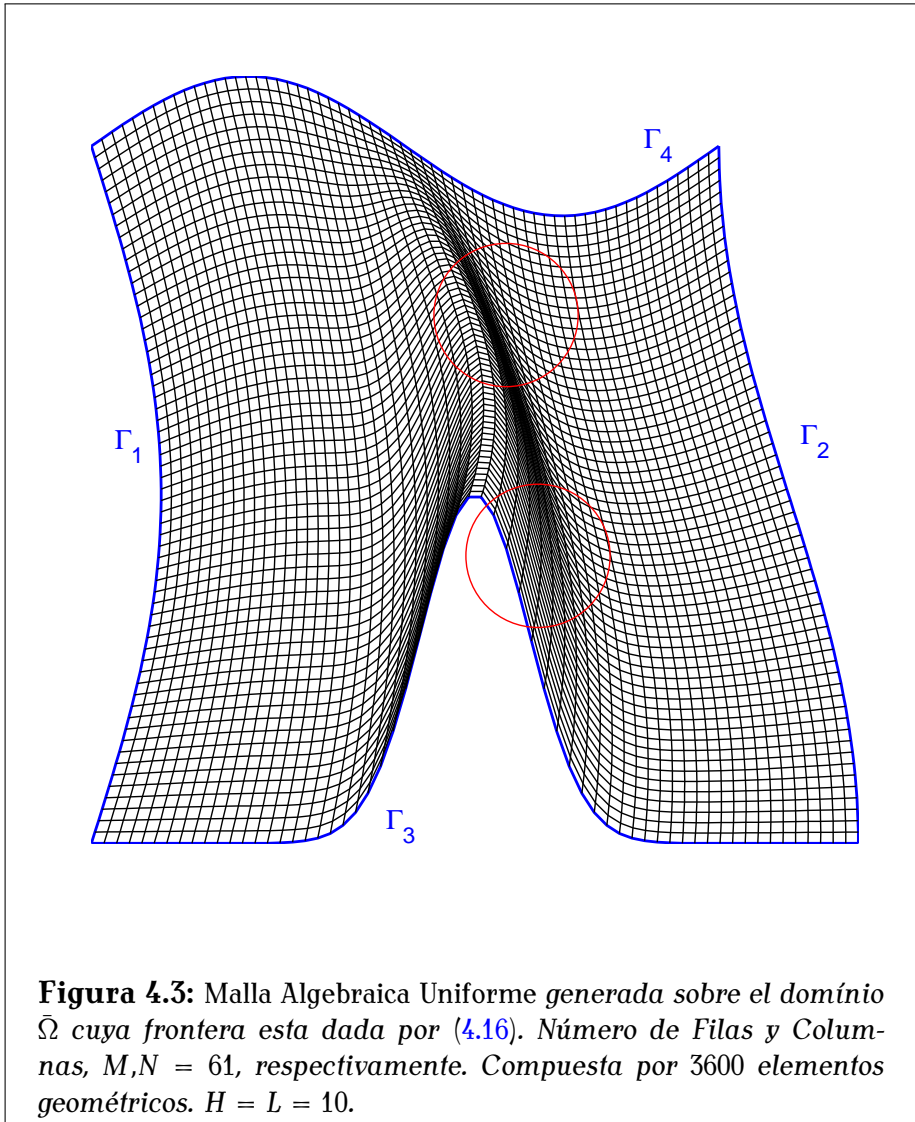 Γ4
Γ1
Γ2
Γ3
Figura 4.3: Malla Algebraica Uniforme generada sobre el domínio
Ω̄ cuya frontera esta dada por (4.16). Número de Filas y Colum-
nas, M,N = 61, respectivamente. Compuesta por 3600 elementos
geométricos. H = L = 10.